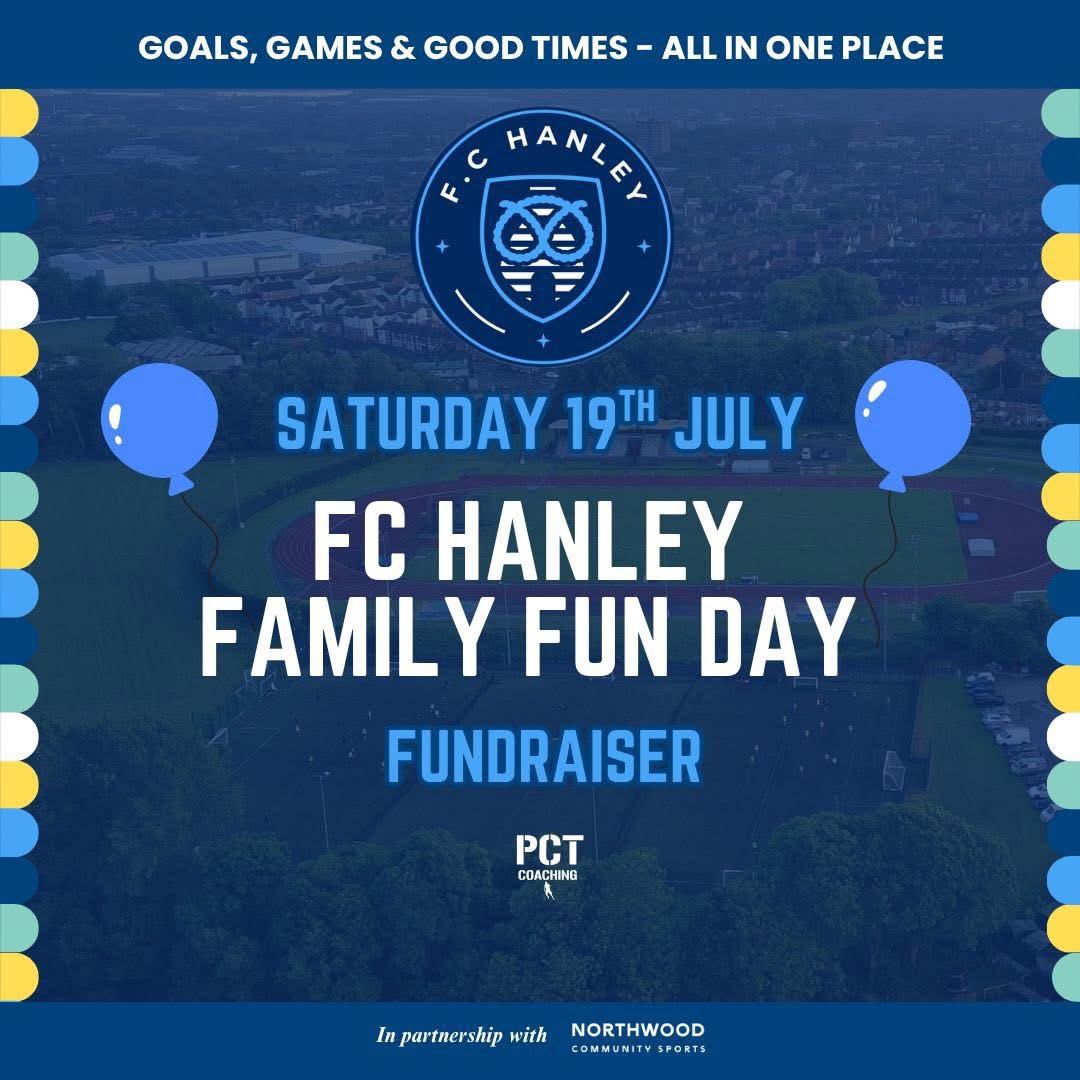 GOALS, GAMES & GOOD TIMES - ALL IN ONE PLACE
F.C HANLEY
SATURDAY 19TH JULY
FC HANLEY
FAMILY FUN DAY
FUNDRAISER
PCT
COACHING
In partnership with NORTHWOOD
COMMUNITY SPORTS